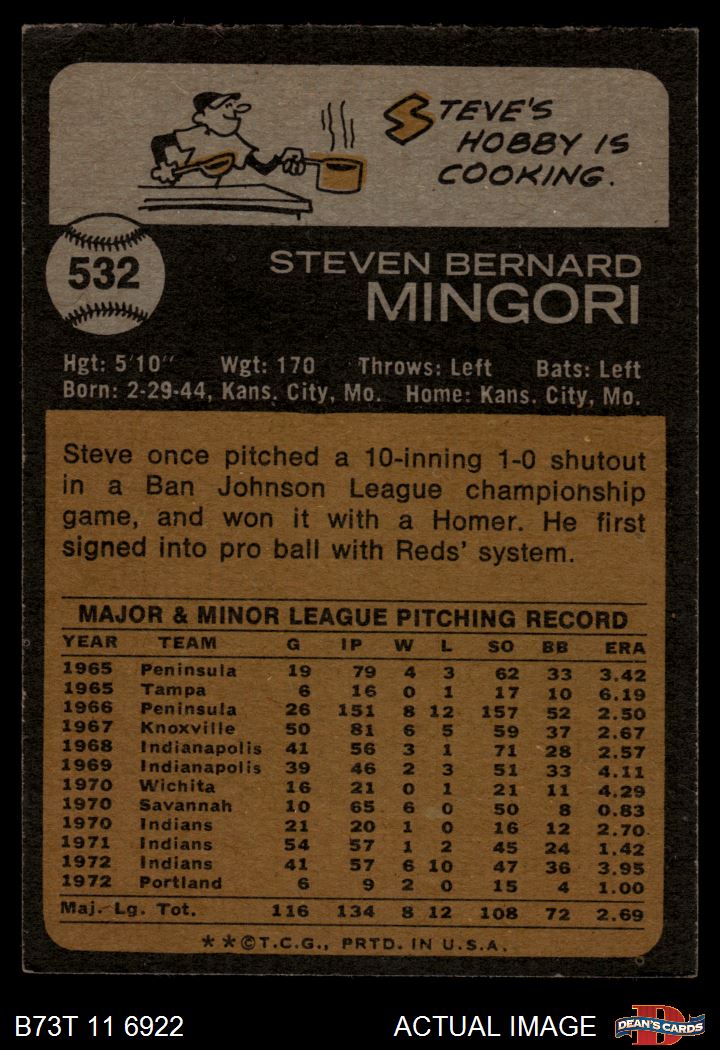 STEVE'S
HOBBY IS
COOKING.
532
STEVEN BERNARD
MINGORI
Hgt: 5'10" Wgt: 170 Throws: Left Bats: Left
Born: 2-29-44, Kans. City, Mo. Home: Kans. City, Mo.
Steve once pitched a 10-inning 1-0 shutout
in a Ban Johnson League championship
game, and won it with a Homer. He first
signed into pro ball with Reds' system.
MAJOR & MINOR LEAGUE PITCHING RECORD
YEAR TEAM G IP W L SO BB ERA
1965 Peninsula 19 79 4 3 62 33 3.42
1965 Tampa 6 16 0 1 17 10 6.19
1966 Peninsula 26 151 8 12 157 52 2.50
1967 Knoxville 50 81 6 5 59 37 2.67
1968 Indianapolis 41 56 3 1 71 28 2.57
1969 Indianapolis 39 46 2 3 51 33 4.11
1970 Wichita 16 21 0 1 21 11 4.29
1970 Savannah 10 65 6 0 50 8 0.83
1970 Indians 21 20 1 0 16 12 2.70
1971 Indians 54 57 1 2 45 24 1.42
1972 Indians 41 57 6 10 47 36 3.95
1972 Portland 6 9 2 0 15 4 1.00
Maj. Lg. Tot. 116 134 8 12 108 72 2.69
**©T.C.G., PRTD. IN U.S.A.
B73T 11 6922 ACTUAL IMAGE
DEAN'S CARDS